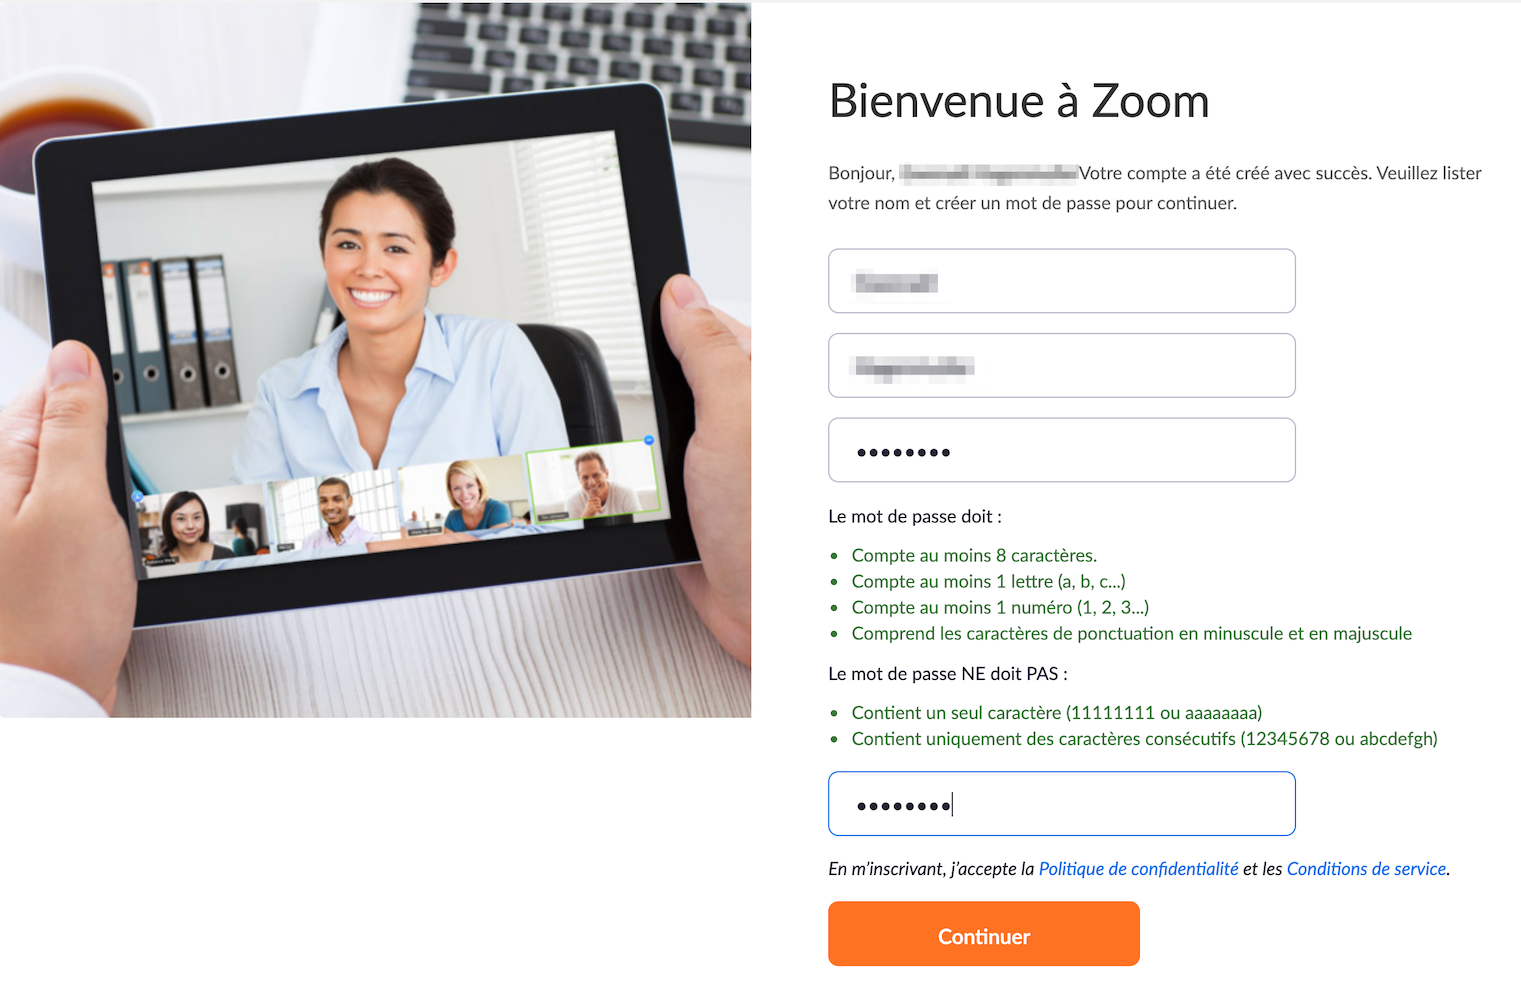 Bienvenue à Zoom
Bonjour, Votre compte a été créé avec succès. Veuillez lister
votre nom et créer un mot de passe pour continuer.
••••••••
Le mot de passe doit :
• Compte au moins 8 caractères.
• Compte au moins 1 lettre (a, b, c...)
• Compte au moins 1 numéro (1, 2, 3...)
• Comprend les caractères de ponctuation en minuscule et en majuscule
Le mot de passe NE doit PAS :
• Contient un seul caractère (11111111 ou aaaaaaaa)
• Contient uniquement des caractères consécutifs (12345678 ou abcdefgh)
••••••••
En m’inscrivant, j’accepte la Politique de confidentialité et les Conditions de service.
Continuer